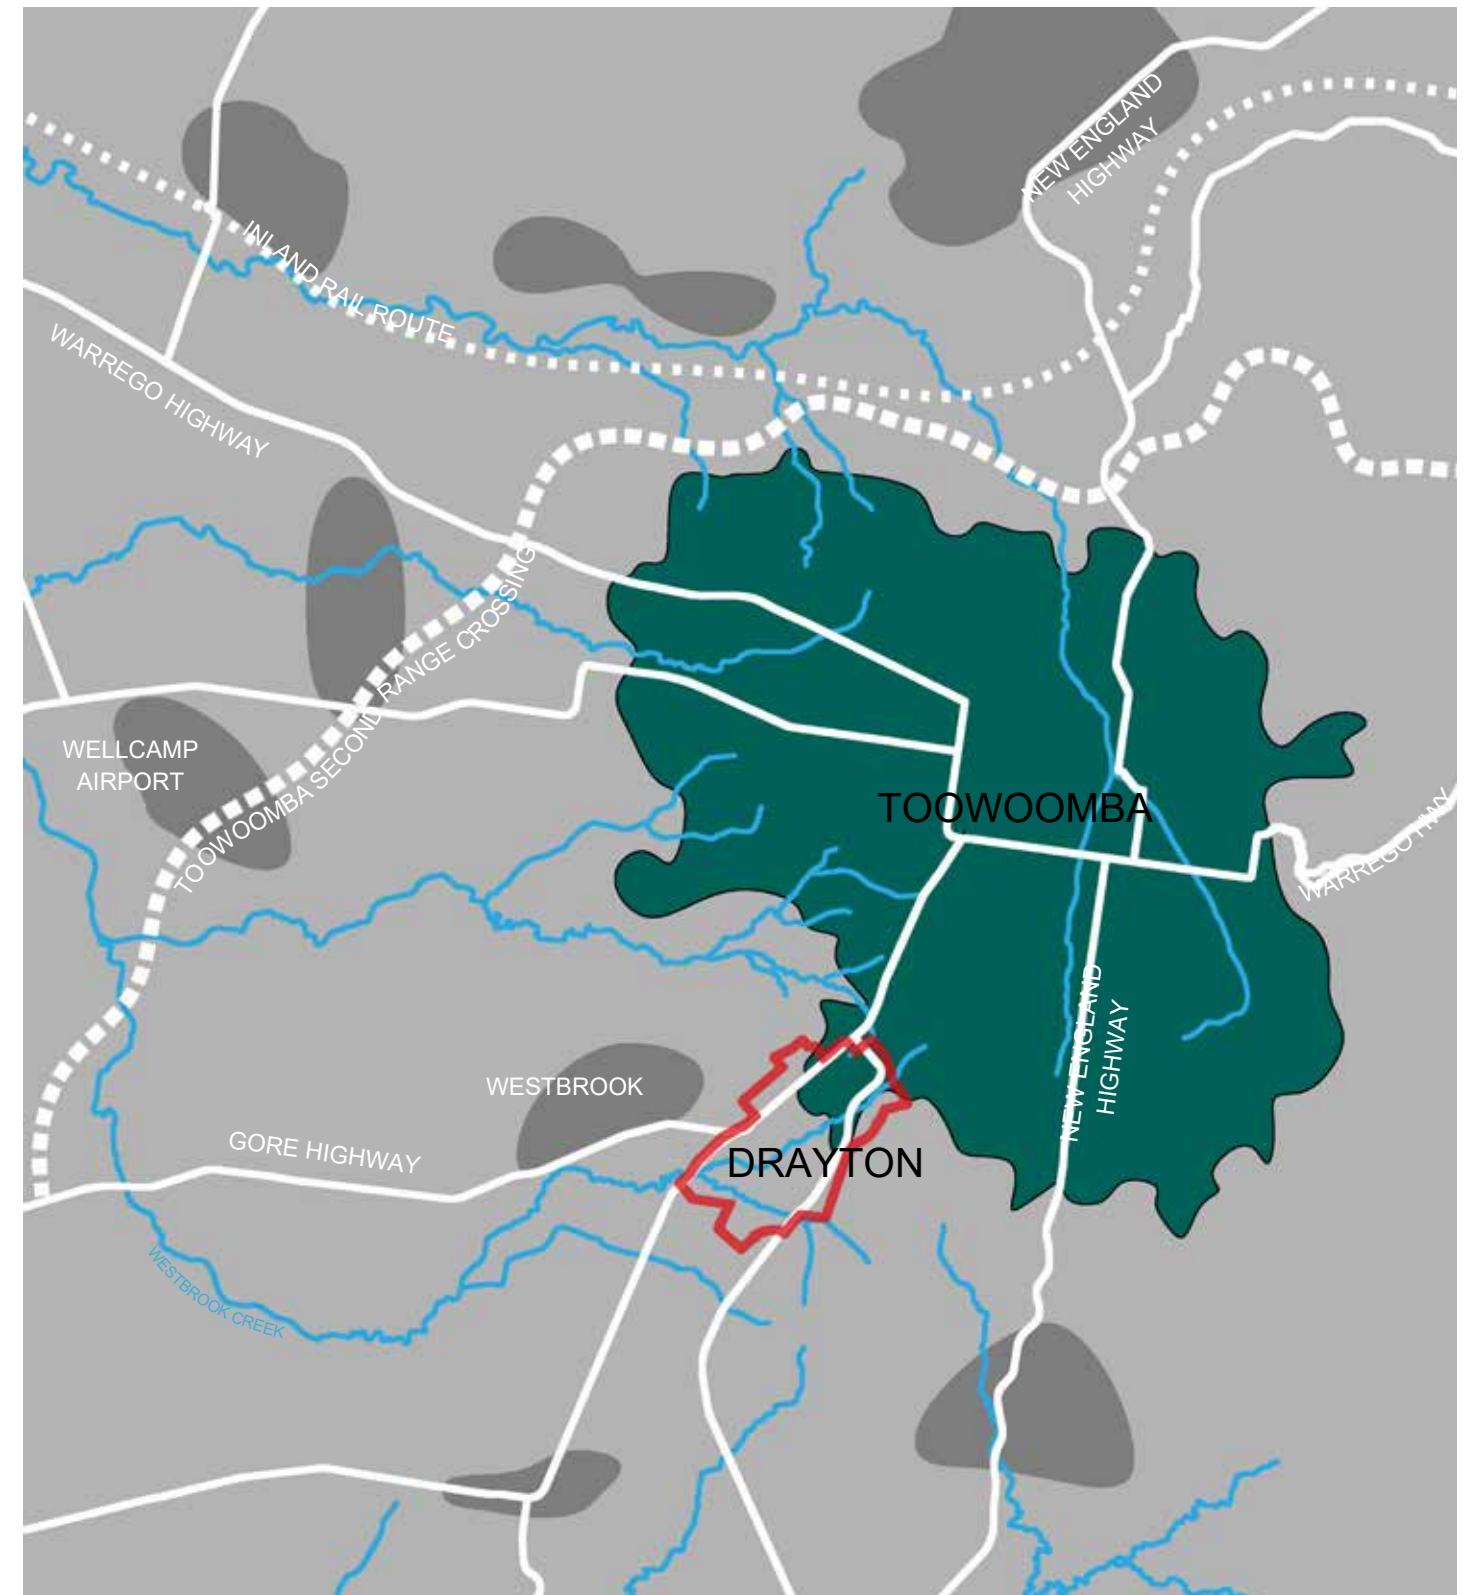 NEW ENGLAND
HIGHWAY
INLAND RAIL ROUTE
WARREGO HIGHWAY
TOOWOOMBA SECOND RANGE CROSSING
WELLCAMP
AIRPORT
TOOWOOMBA
WARREGO HWY
NEW ENGLAND
HIGHWAY
WESTBROOK
GORE HIGHWAY
DRAYTON
WESTBROOK CREEK